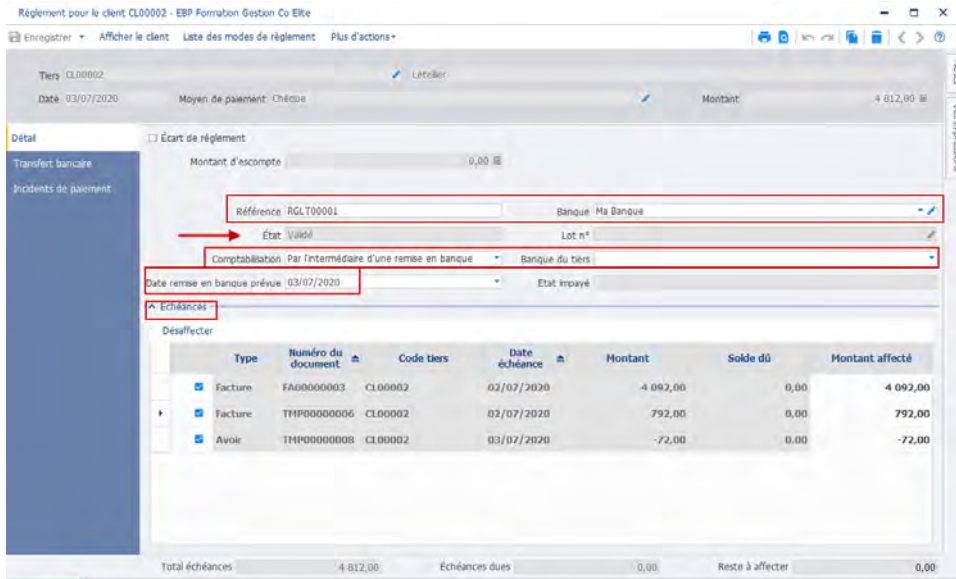 Règlement pour le client CL00002 - EBP Formation Gestion Co Elite
Enregistrer Afficher le client Liste des modes de règlement Plus d'actions
Tiers CL00002 Latelier
Date 03/07/2020 Moyen de paiement Chèque Montant 4 812,00
Détail
Transfert bancaire
Incidents de paiement
Écart de règlement
Montant d'escompte 0,00
Référence RGLT00001 Banque Ma Banque
État Validé Lot n°
Comptabilisation Par l'intermédiaire d'une remise en banque Banque du tiers
Date remise en banque prévue 03/07/2020 Etat impayé
Echéances
Désaffecter
Type Numéro du document Code tiers Date échéance Montant Solde dû Montant affecté
Facture FA00000003 CL00002 02/07/2020 4 092,00 0,00 4 092,00
Facture TMP00000006 CL00002 02/07/2020 792,00 0,00 792,00
Avoir TMP00000008 CL00002 03/07/2020 -72,00 0,00 -72,00
Total échéances 4 812,00 Échéances dues 0,00 Reste à affecter 0,00